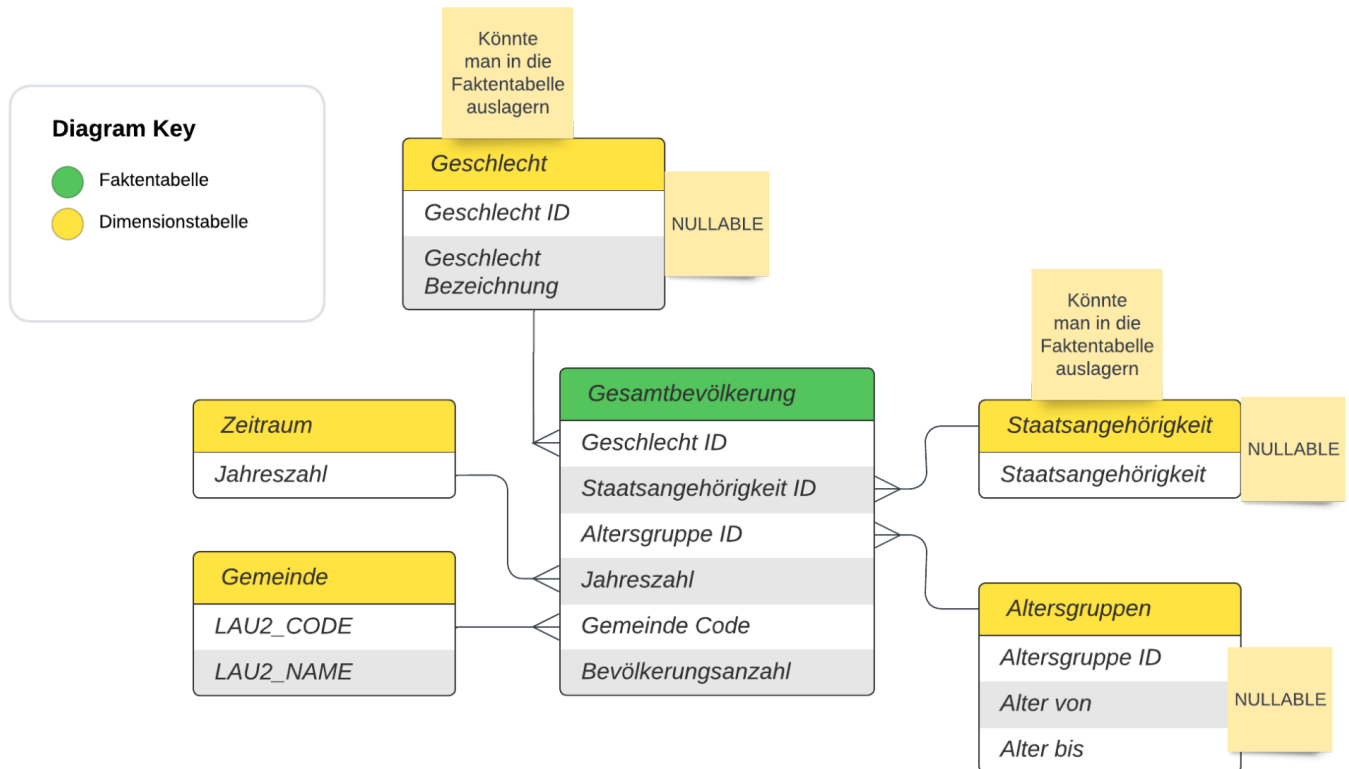 Könnte
man in die
Faktentabelle
auslagern
Diagram Key
Faktentabelle
Dimensionstabelle
Geschlecht
Geschlecht ID
Geschlecht
Bezeichnung
NULLABLE
Könnte
man in die
Faktentabelle
auslagern
Zeitraum
Jahreszahl
Gemeinde
LAU2_CODE
LAU2_NAME
Gesamtbevölkerung
Geschlecht ID
Staatsangehörigkeit ID
Altersgruppe ID
Jahreszahl
Gemeinde Code
Bevölkerungsanzahl
Staatsangehörigkeit
Staatsangehörigkeit
NULLABLE
Altersgruppen
Altersgruppe ID
Alter von
Alter bis
NULLABLE